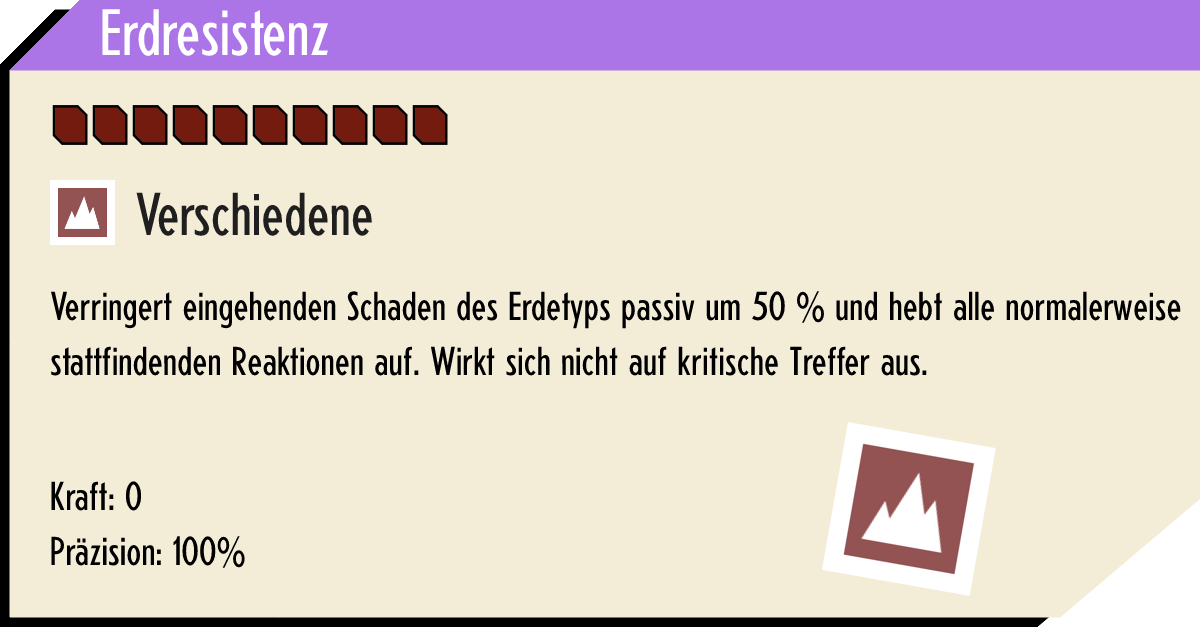 Erdresistenz
Verschiedene
Verringert eingehenden Schaden des Erdetyps passiv um 50 % und hebt alle normalerweise
stattfindenden Reaktionen auf. Wirkt sich nicht auf kritische Treffer aus.
Kraft: 0
Präzision: 100%